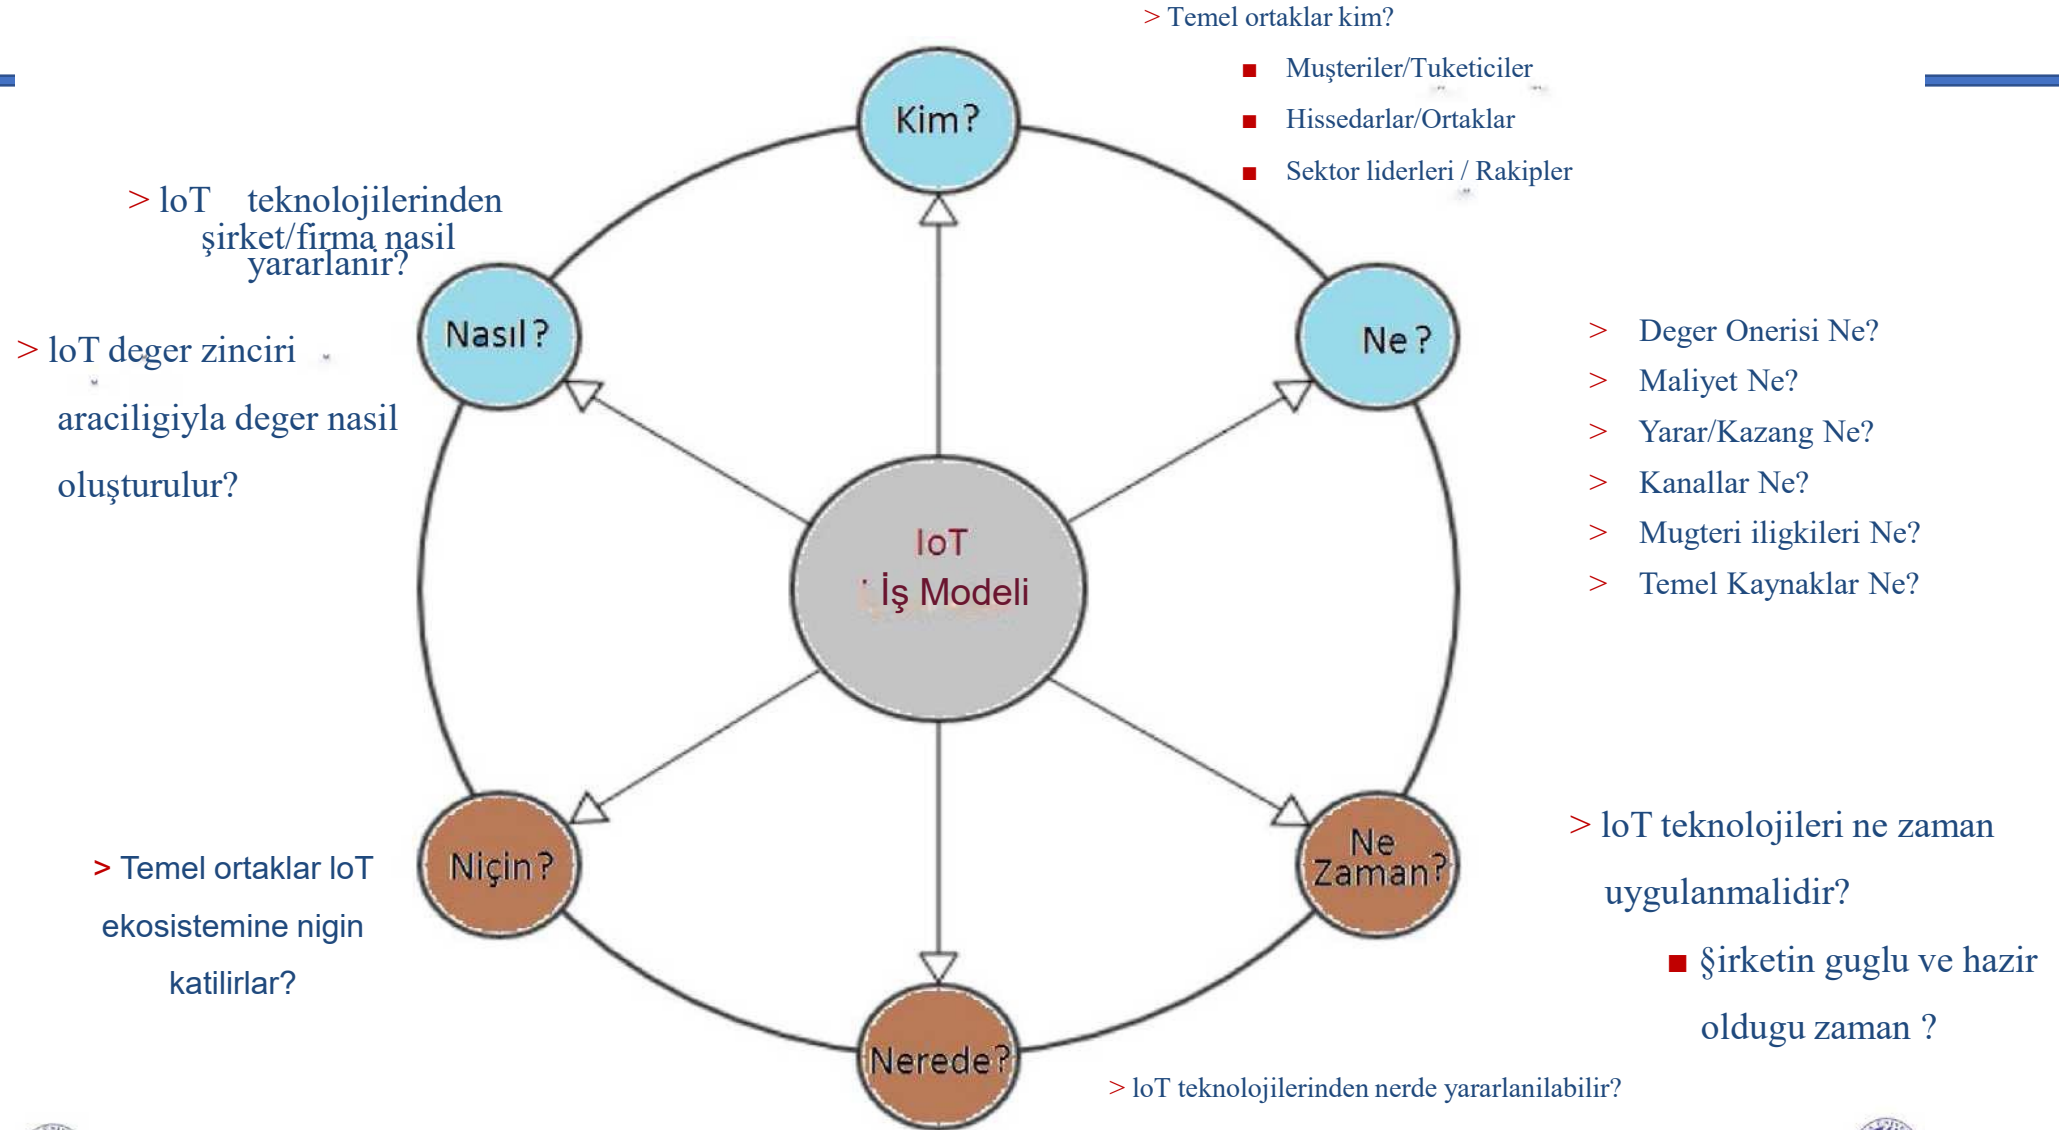 > Temel ortaklar kim?
■ Muşteriler/Tuketiciler
■ Hissedarlar/Ortaklar
■ Sektor liderleri / Rakipler
Kim?
> loT teknolojilerinden
şirket/firma nasil
yararlanir?
Nasıl?
Ne?
> loT deger zinciri
araciligiyla deger nasil
oluşturulur?
> Deger Onerisi Ne?
> Maliyet Ne?
> Yarar/Kazang Ne?
> Kanallar Ne?
> Mugteri iligkileri Ne?
> Temel Kaynaklar Ne?
IoT
İş Modeli
Niçin?
> Temel ortaklar loT
ekosistemine nigin
katilirlar?
Ne
Zaman?
> loT teknolojileri ne zaman
uygulanmalidir?
■ §irketin guglu ve hazir
oldugu zaman ?
Nerede?
> loT teknolojilerinden nerde yararlanilabilir?